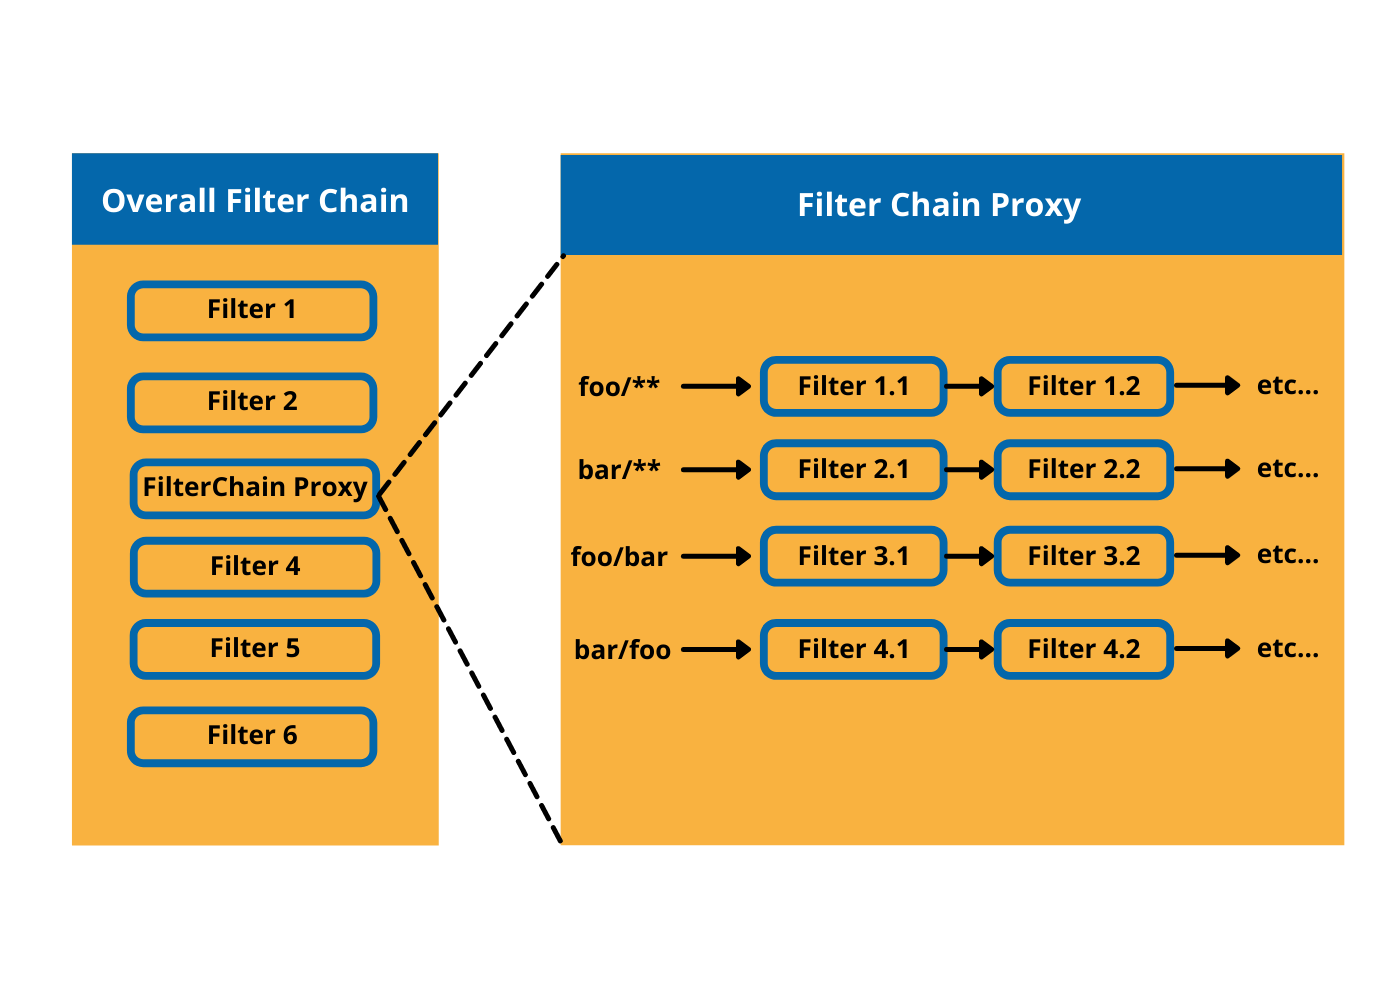 Overall Filter Chain
Filter 1
Filter 2
FilterChain Proxy
Filter 4
Filter 5
Filter 6
Filter Chain Proxy
foo/** Filter 1.1 Filter 1.2 etc...
bar/** Filter 2.1 Filter 2.2 etc...
foo/bar Filter 3.1 Filter 3.2 etc...
bar/foo Filter 4.1 Filter 4.2 etc...